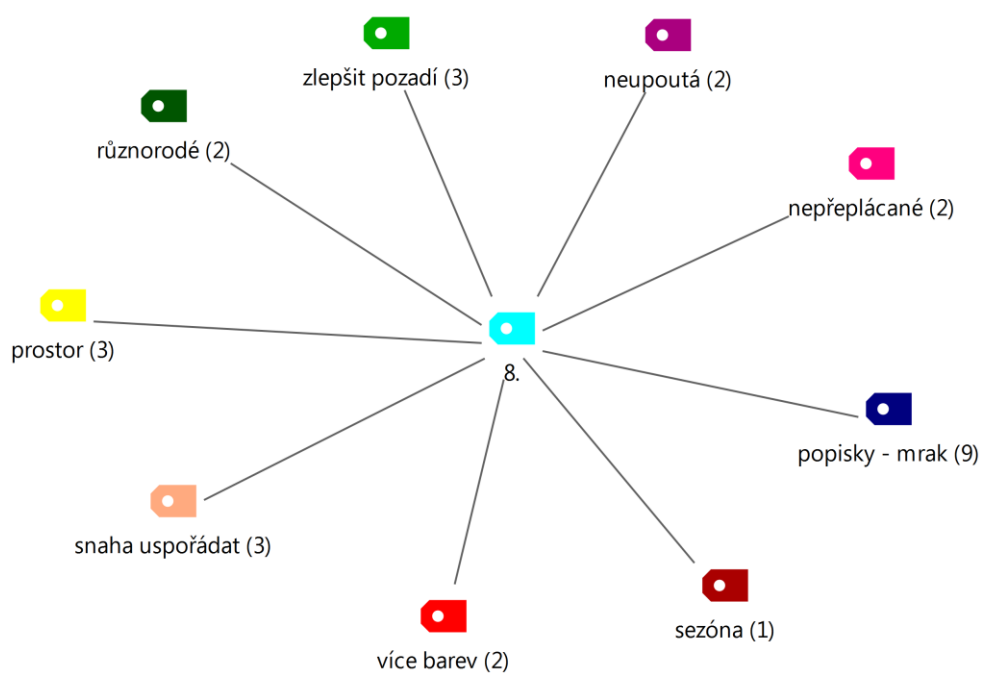 zlepšit pozadí (3)
neupoutá (2)
různorodé (2)
nepřeplácané (2)
prostor (3)
8.
popisky - mrak (9)
snaha uspořádat (3)
sezóna (1)
více barev (2)